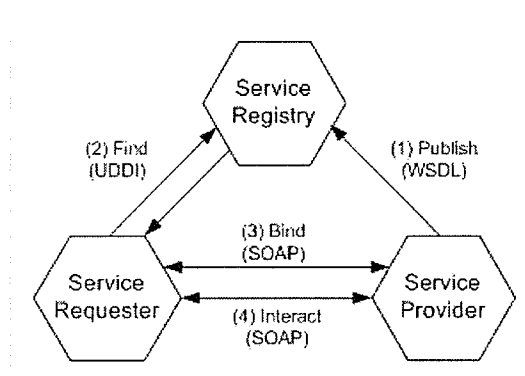 Service
Registry
(2) Find
(UDDI)
(1) Publish
(WSDL)
(3) Bind
(SOAP)
Service
Requester
Service
Provider
(4) Interact
(SOAP)